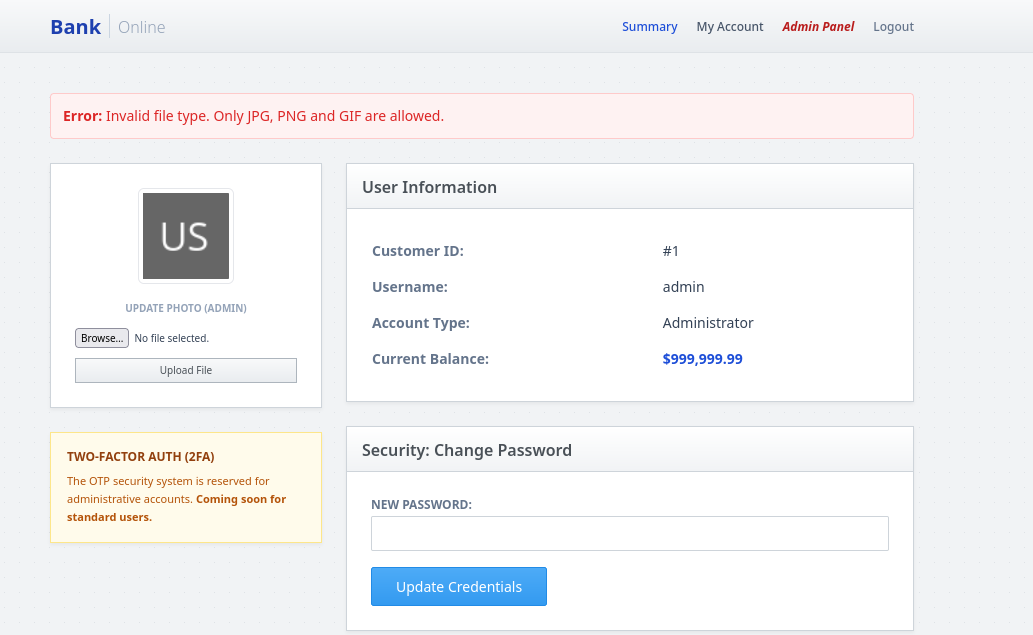 Bank Online
Summary My Account Admin Panel Logout
Error: Invalid file type. Only JPG, PNG and GIF are allowed.
US
UPDATE PHOTO (ADMIN)
Browse... No file selected.
Upload File
TWO-FACTOR AUTH (2FA)
The OTP security system is reserved for
administrative accounts. Coming soon for
standard users.
User Information
Customer ID: #1
Username: admin
Account Type: Administrator
Current Balance: $999,999.99
Security: Change Password
NEW PASSWORD:
Update Credentials